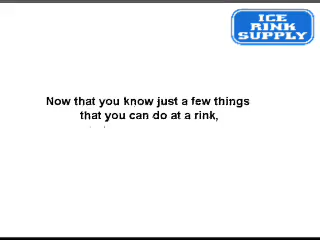 ICE
RINK
SUPPLY
Now that you know just a few things
that you can do at a rink,